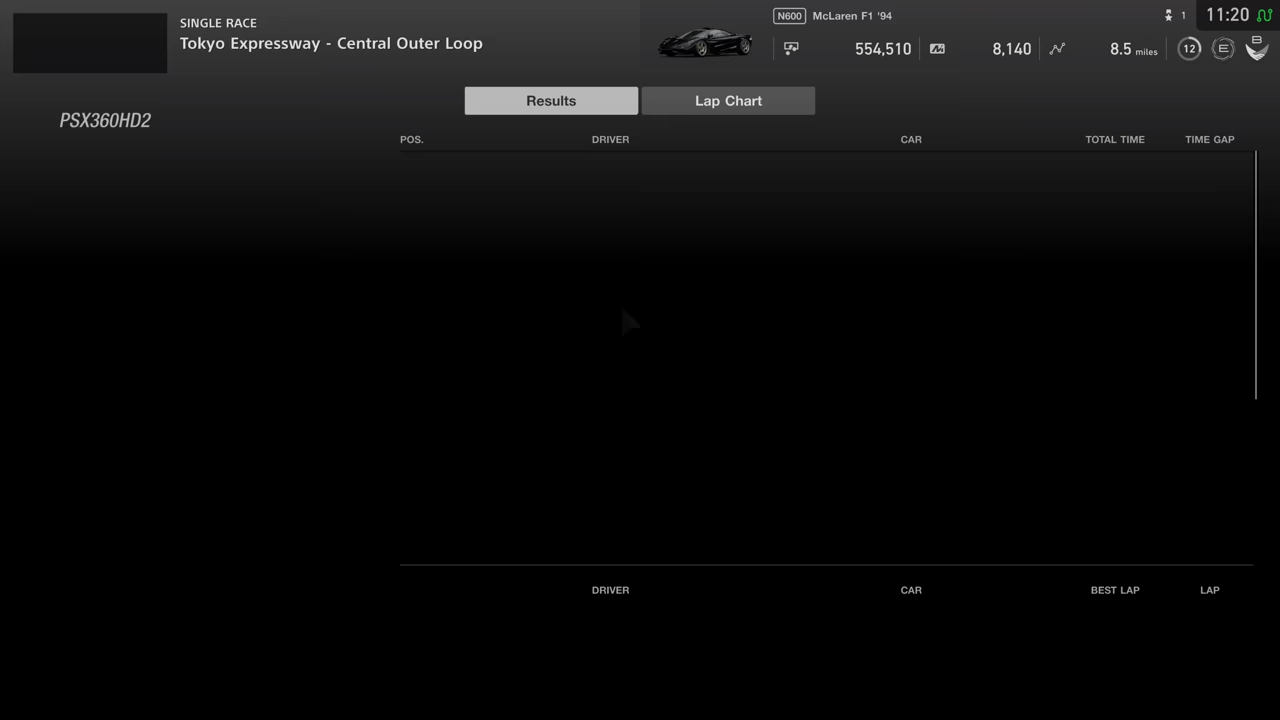 SINGLE RACE
Tokyo Expressway - Central Outer Loop
N600 McLaren F1 '94
1 11:20
554,510 8,140 8.5 miles 12 E B
PSX360HD2
Results Lap Chart
POS. DRIVER CAR TOTAL TIME TIME GAP
DRIVER CAR BEST LAP LAP